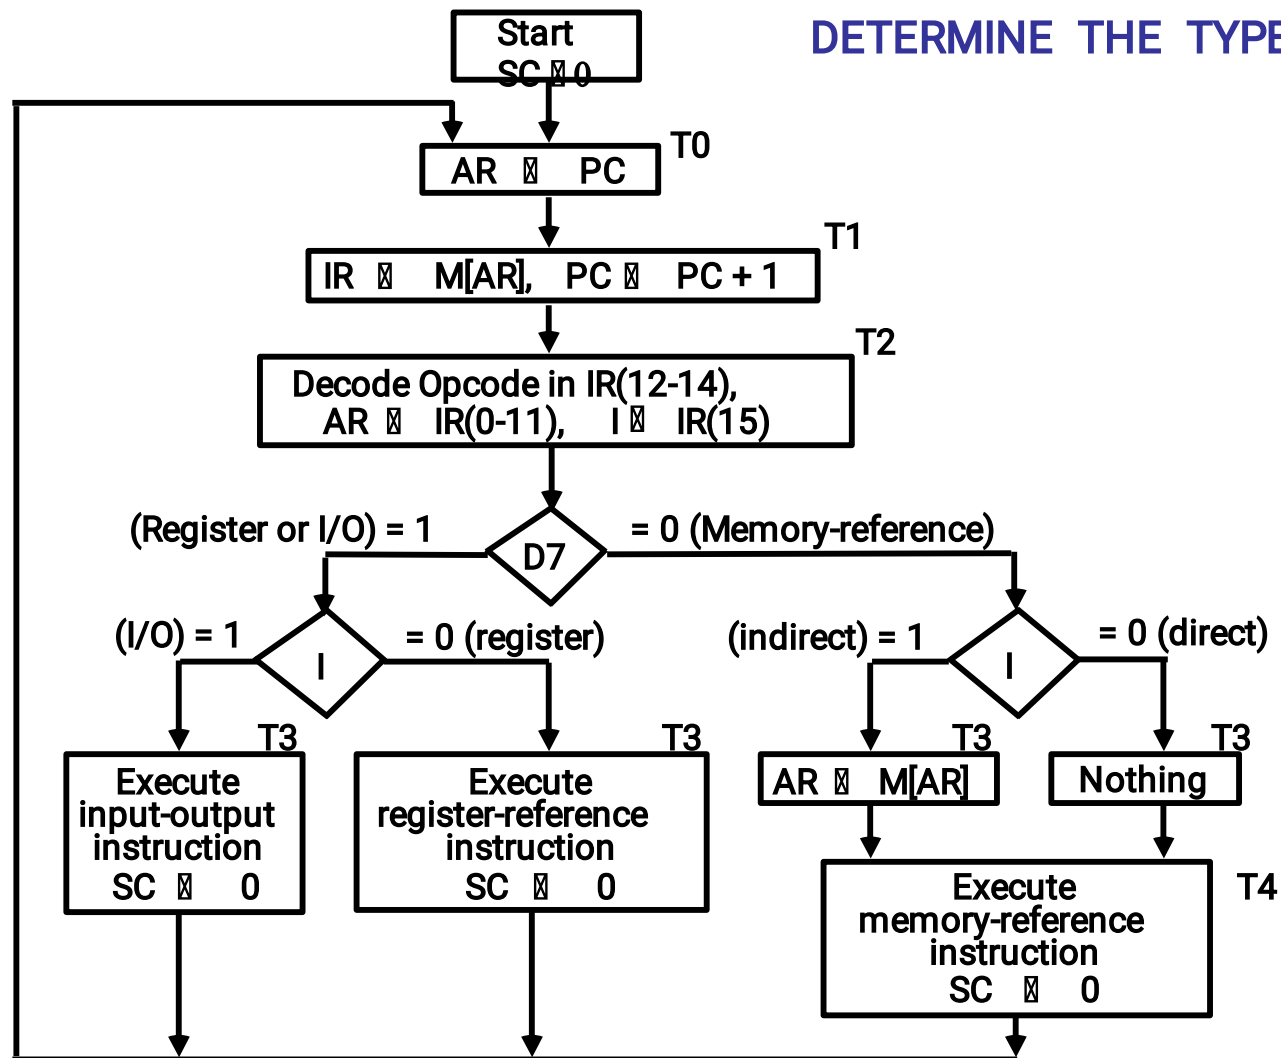 DETERMINE THE TYPE
Start
SC 0
T0
AR PC
T1
IR M[AR], PC PC + 1
T2
Decode Opcode in IR(12-14),
AR IR(0-11), I IR(15)
(Register or I/O) = 1
D7
= 0 (Memory-reference)
(I/O) = 1
I
= 0 (register)
(indirect) = 1
I
= 0 (direct)
T3
Execute
input-output
instruction
SC 0
T3
Execute
register-reference
instruction
SC 0
T3
AR M[AR]
T3
Nothing
T4
Execute
memory-reference
instruction
SC 0